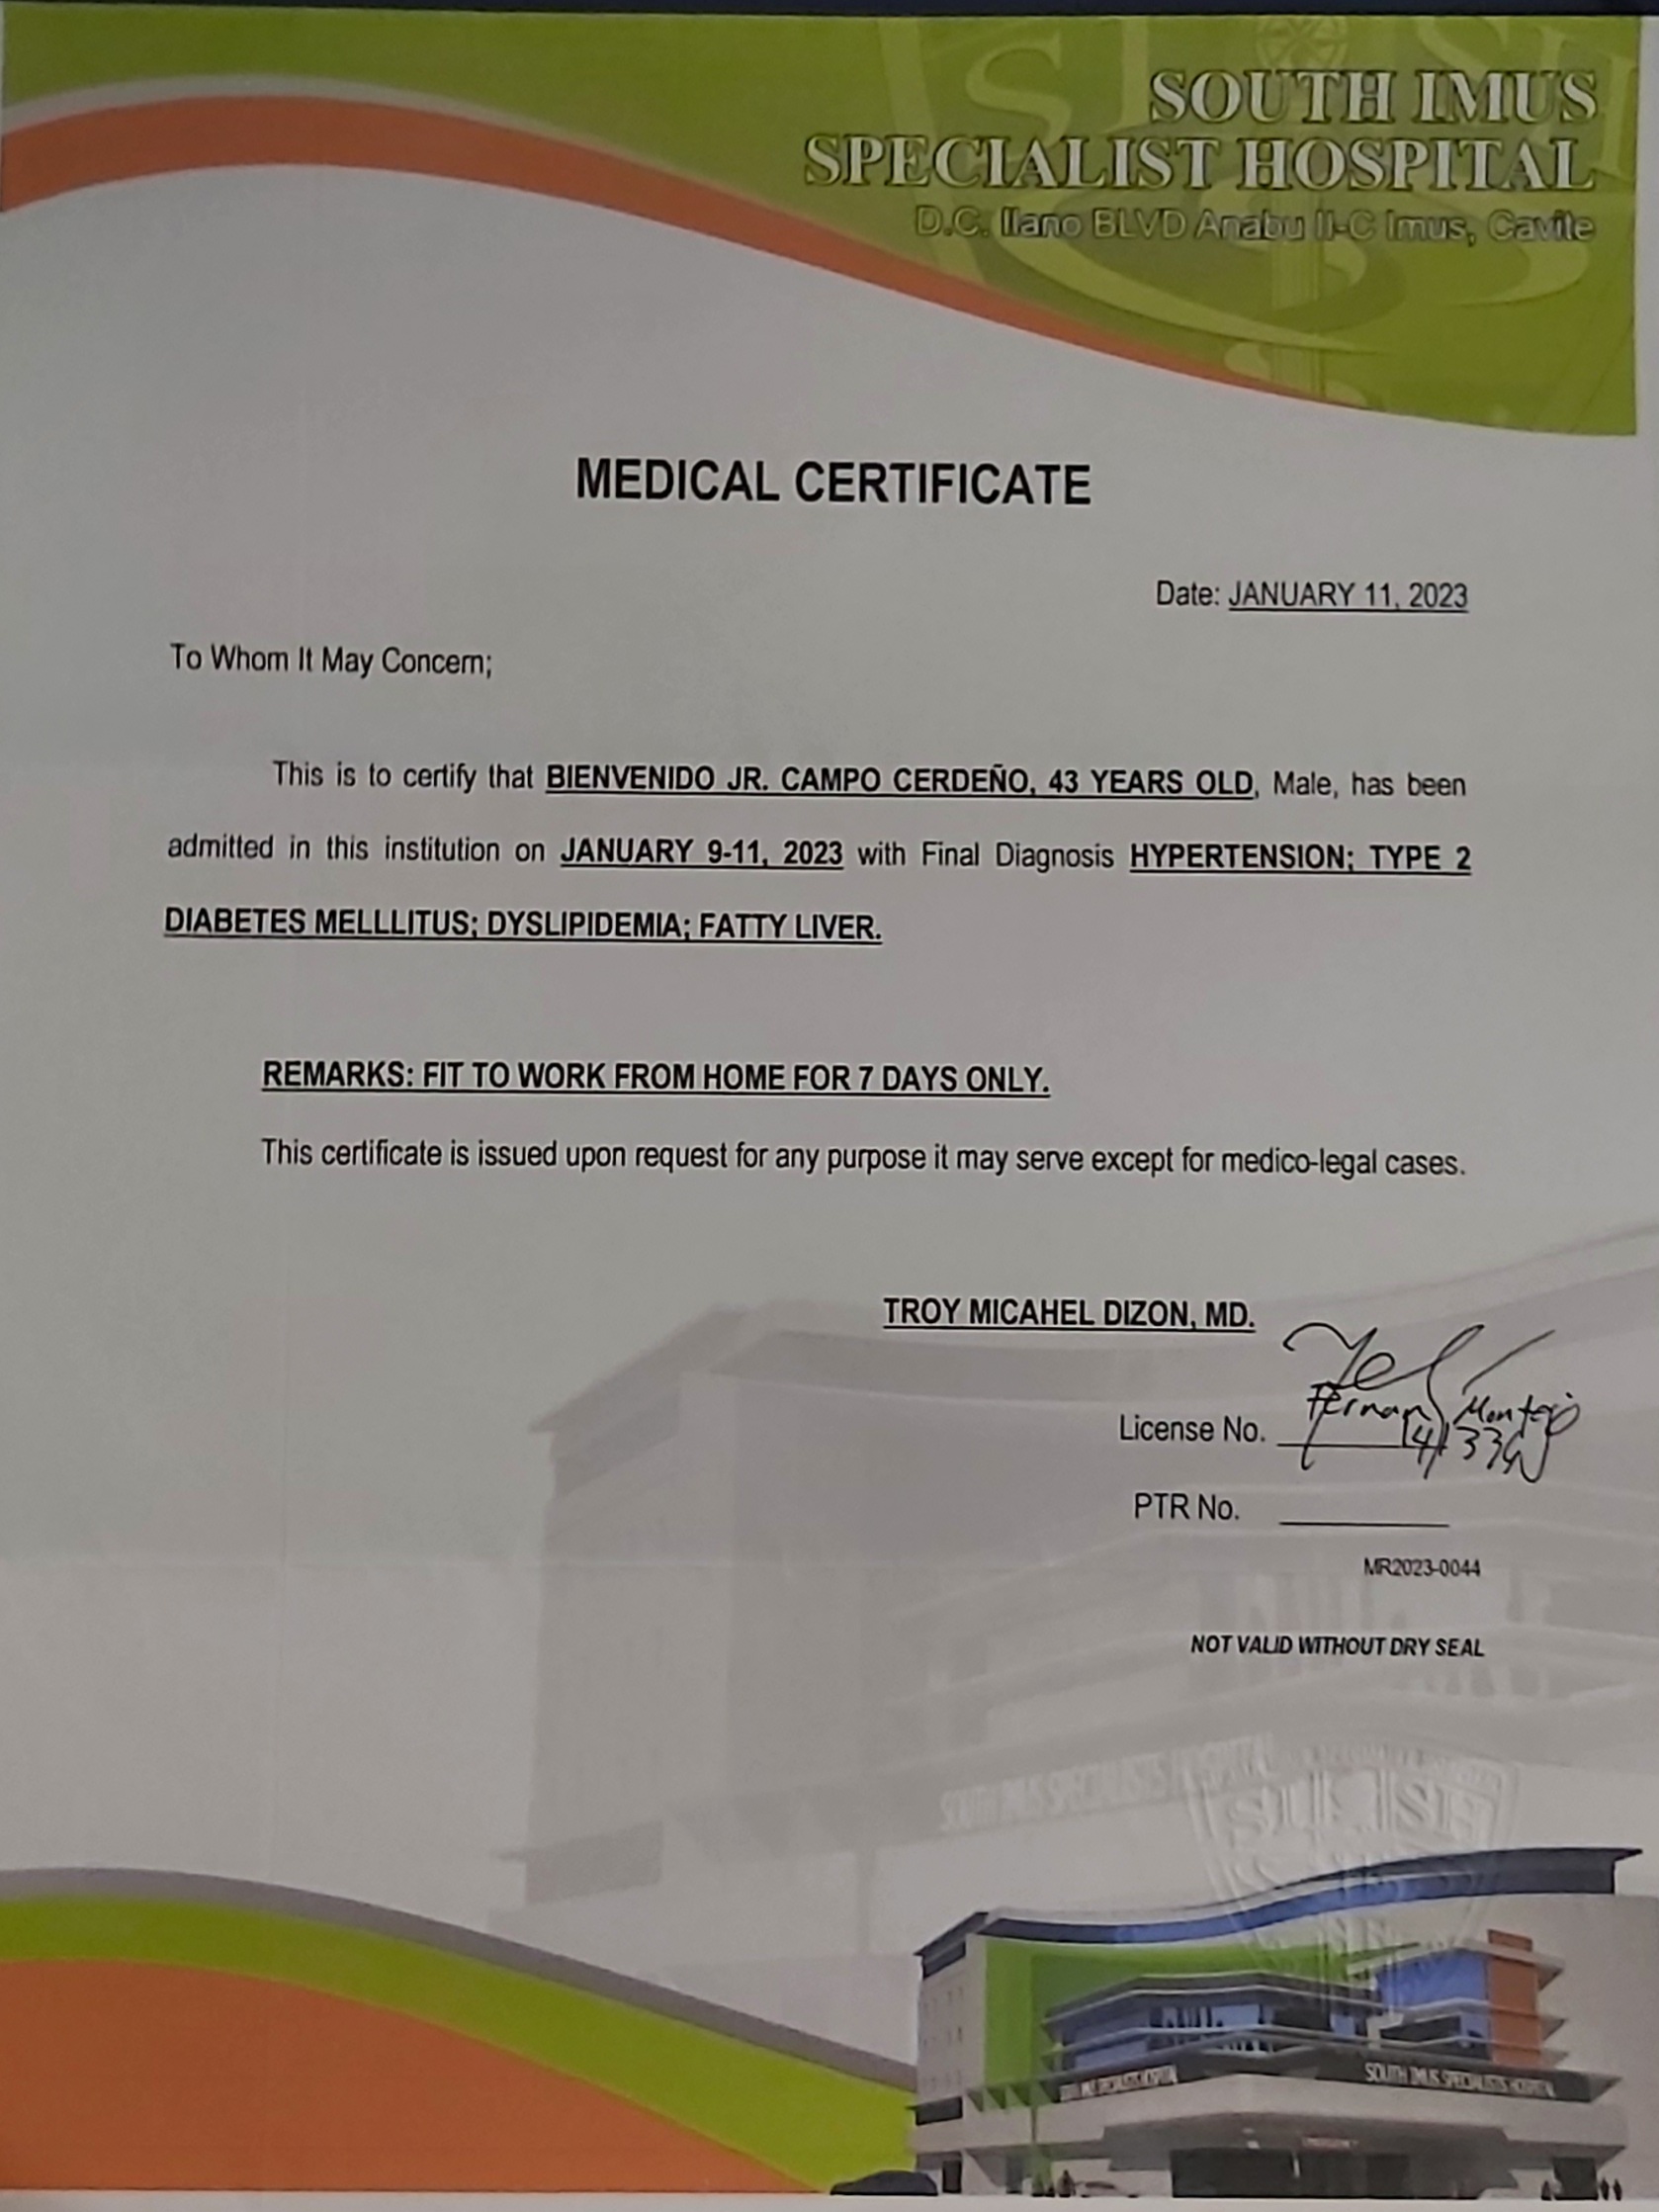 SOUTH IMUS
SPECIALIST HOSPITAL
D.C. Ilano BLVD Anabu II-C Imus, Cavite
MEDICAL CERTIFICATE
Date: JANUARY 11, 2023
To Whom It May Concern;
This is to certify that BIENVENIDO JR. CAMPO CERDEÑO, 43 YEARS OLD, Male, has been
admitted in this institution on JANUARY 9-11, 2023 with Final Diagnosis HYPERTENSION; TYPE 2
DIABETES MELLLITUS; DYSLIPIDEMIA; FATTY LIVER.
REMARKS: FIT TO WORK FROM HOME FOR 7 DAYS ONLY.
This certificate is issued upon request for any purpose it may serve except for medico-legal cases.
TROY MICAHEL DIZON, MD.
License No.
PTR No.
MR2023-0044
NOT VALID WITHOUT DRY SEAL
SOUTH IMUS SPECIALISTS HOSPITAL
SISH
SOUTH IMUS SPECIALISTS HOSPITAL